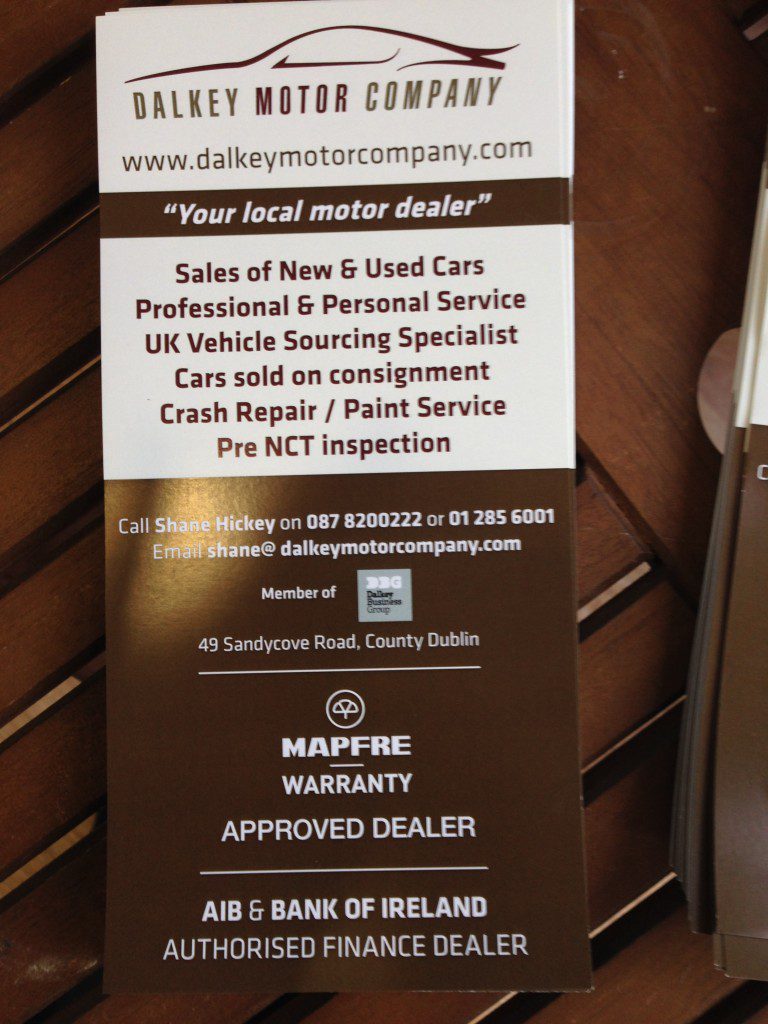 DALKEY MOTOR COMPANY
www.dalkeymotorcompany.com
“Your local motor dealer”
Sales of New & Used Cars
Professional & Personal Service
UK Vehicle Sourcing Specialist
Cars sold on consignment
Crash Repair / Paint Service
Pre NCT inspection
Call Shane Hickey on 087 8200222 or 01 285 6001
Email shane@ dalkeymotorcompany.com
Member of
DBG
Dalkey
Business
Group
49 Sandycove Road, County Dublin
MAPFRE
WARRANTY
APPROVED DEALER
AIB & BANK OF IRELAND
AUTHORISED FINANCE DEALER